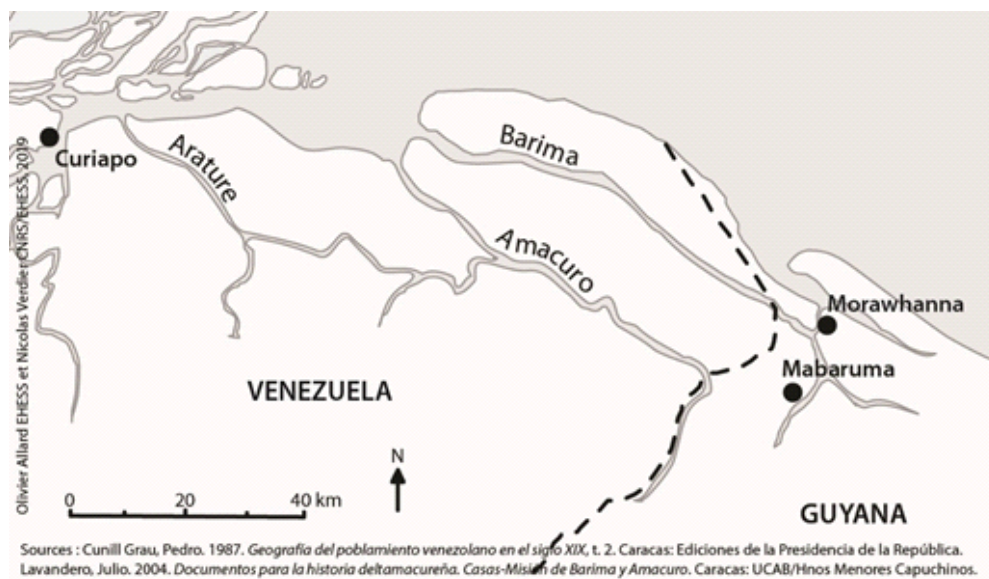 Barima
Arature
Curiapo
Amacuro
Morawhanna
Mabaruma
VENEZUELA
N
0 20 40 km
GUYANA
Olivier Allard EHESS et Nicolas Verdier CNRS/EHESS, 2019
Sources : Cunill Grau, Pedro. 1987. Geografía del poblamiento venezolano en el siglo XIX, t. 2. Caracas: Ediciones de la Presidencia de la República.
Lavandero, Julio. 2004. Documentos para la historia deltamacureña. Casas-Misión de Barima y Amacuro. Caracas: UCAB/Hnos Menores Capuchinos.